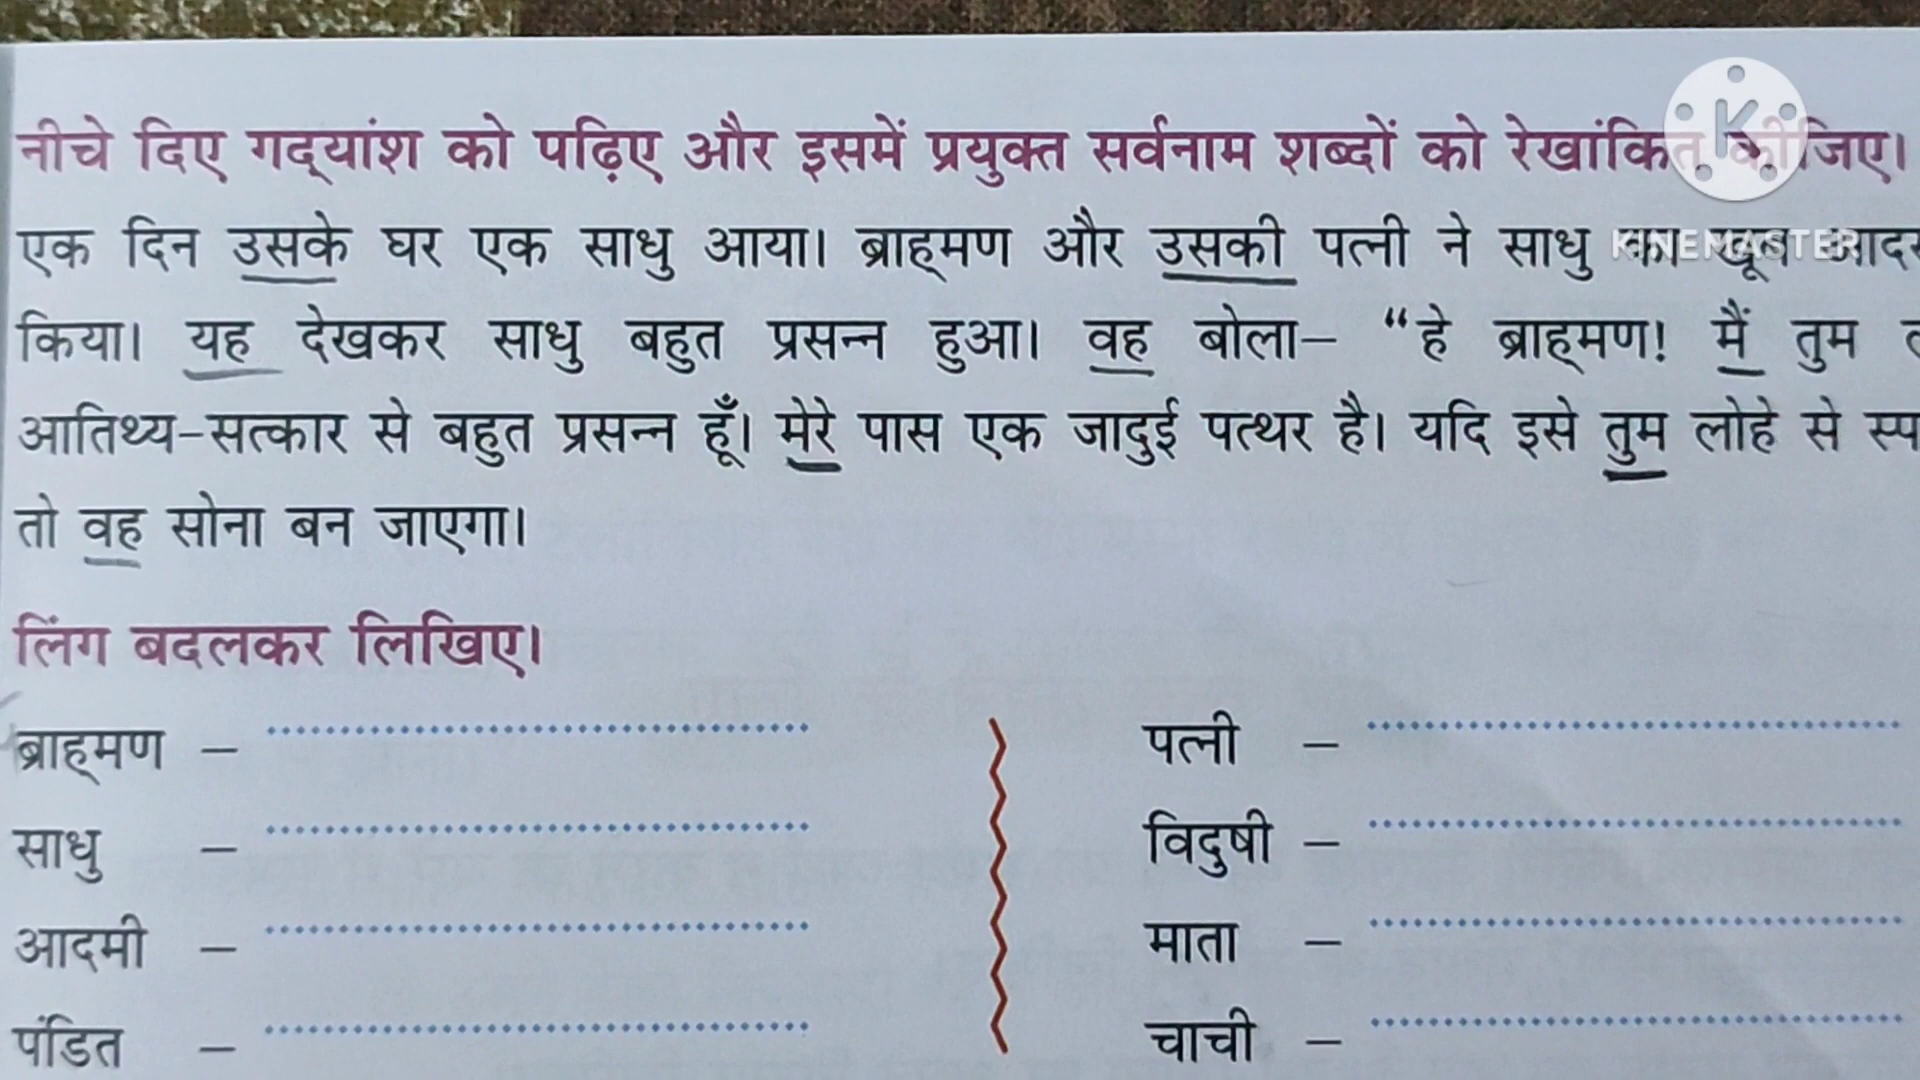 नीचे दिए गद्‌यांश को पढ़िए और इसमें प्रयुक्त सर्वनाम शब्दों को रेखांकित कीजिए।
एक दिन उसके घर एक साधु आया। ब्राह्‌मण और उसकी पत्नी ने साधु का खूब
KINEMASTER
किया। यह देखकर साधु बहुत प्रसन्न हुआ। वह बोला– “हे ब्राह्‌मण! मैं तुम
आतिथ्य-सत्कार से बहुत प्रसन्न हूँ। मेरे पास एक जादुई पत्थर है। यदि इसे तुम लोहे से
तो वह सोना बन जाएगा।
लिंग बदलकर लिखिए।
ब्राह्‌मण – पत्नी –
साधु – विदुषी –
आदमी – माता –
पंडित – चाची –